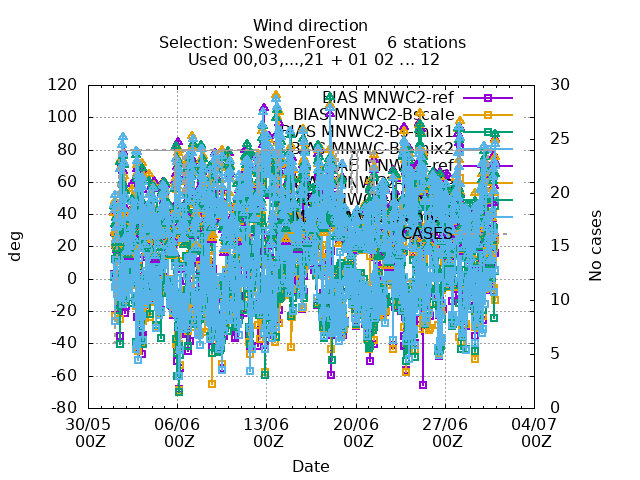 Wind direction
Selection: SwedenForest 6 stations
Used 00,03,...,21 + 01 02 ... 12
120
100
80
60
40
20
0
-20
-40
-60
-80
deg
30
25
20
15
10
5
0
No cases
BIAS MNWC2-ref
BIAS MNWC2-Bscale
MNWC2-
MNWC-
CASES
30/05 06/06 13/06 20/06 27/06 04/07
00Z 00Z 00Z 00Z 00Z 00Z
Date